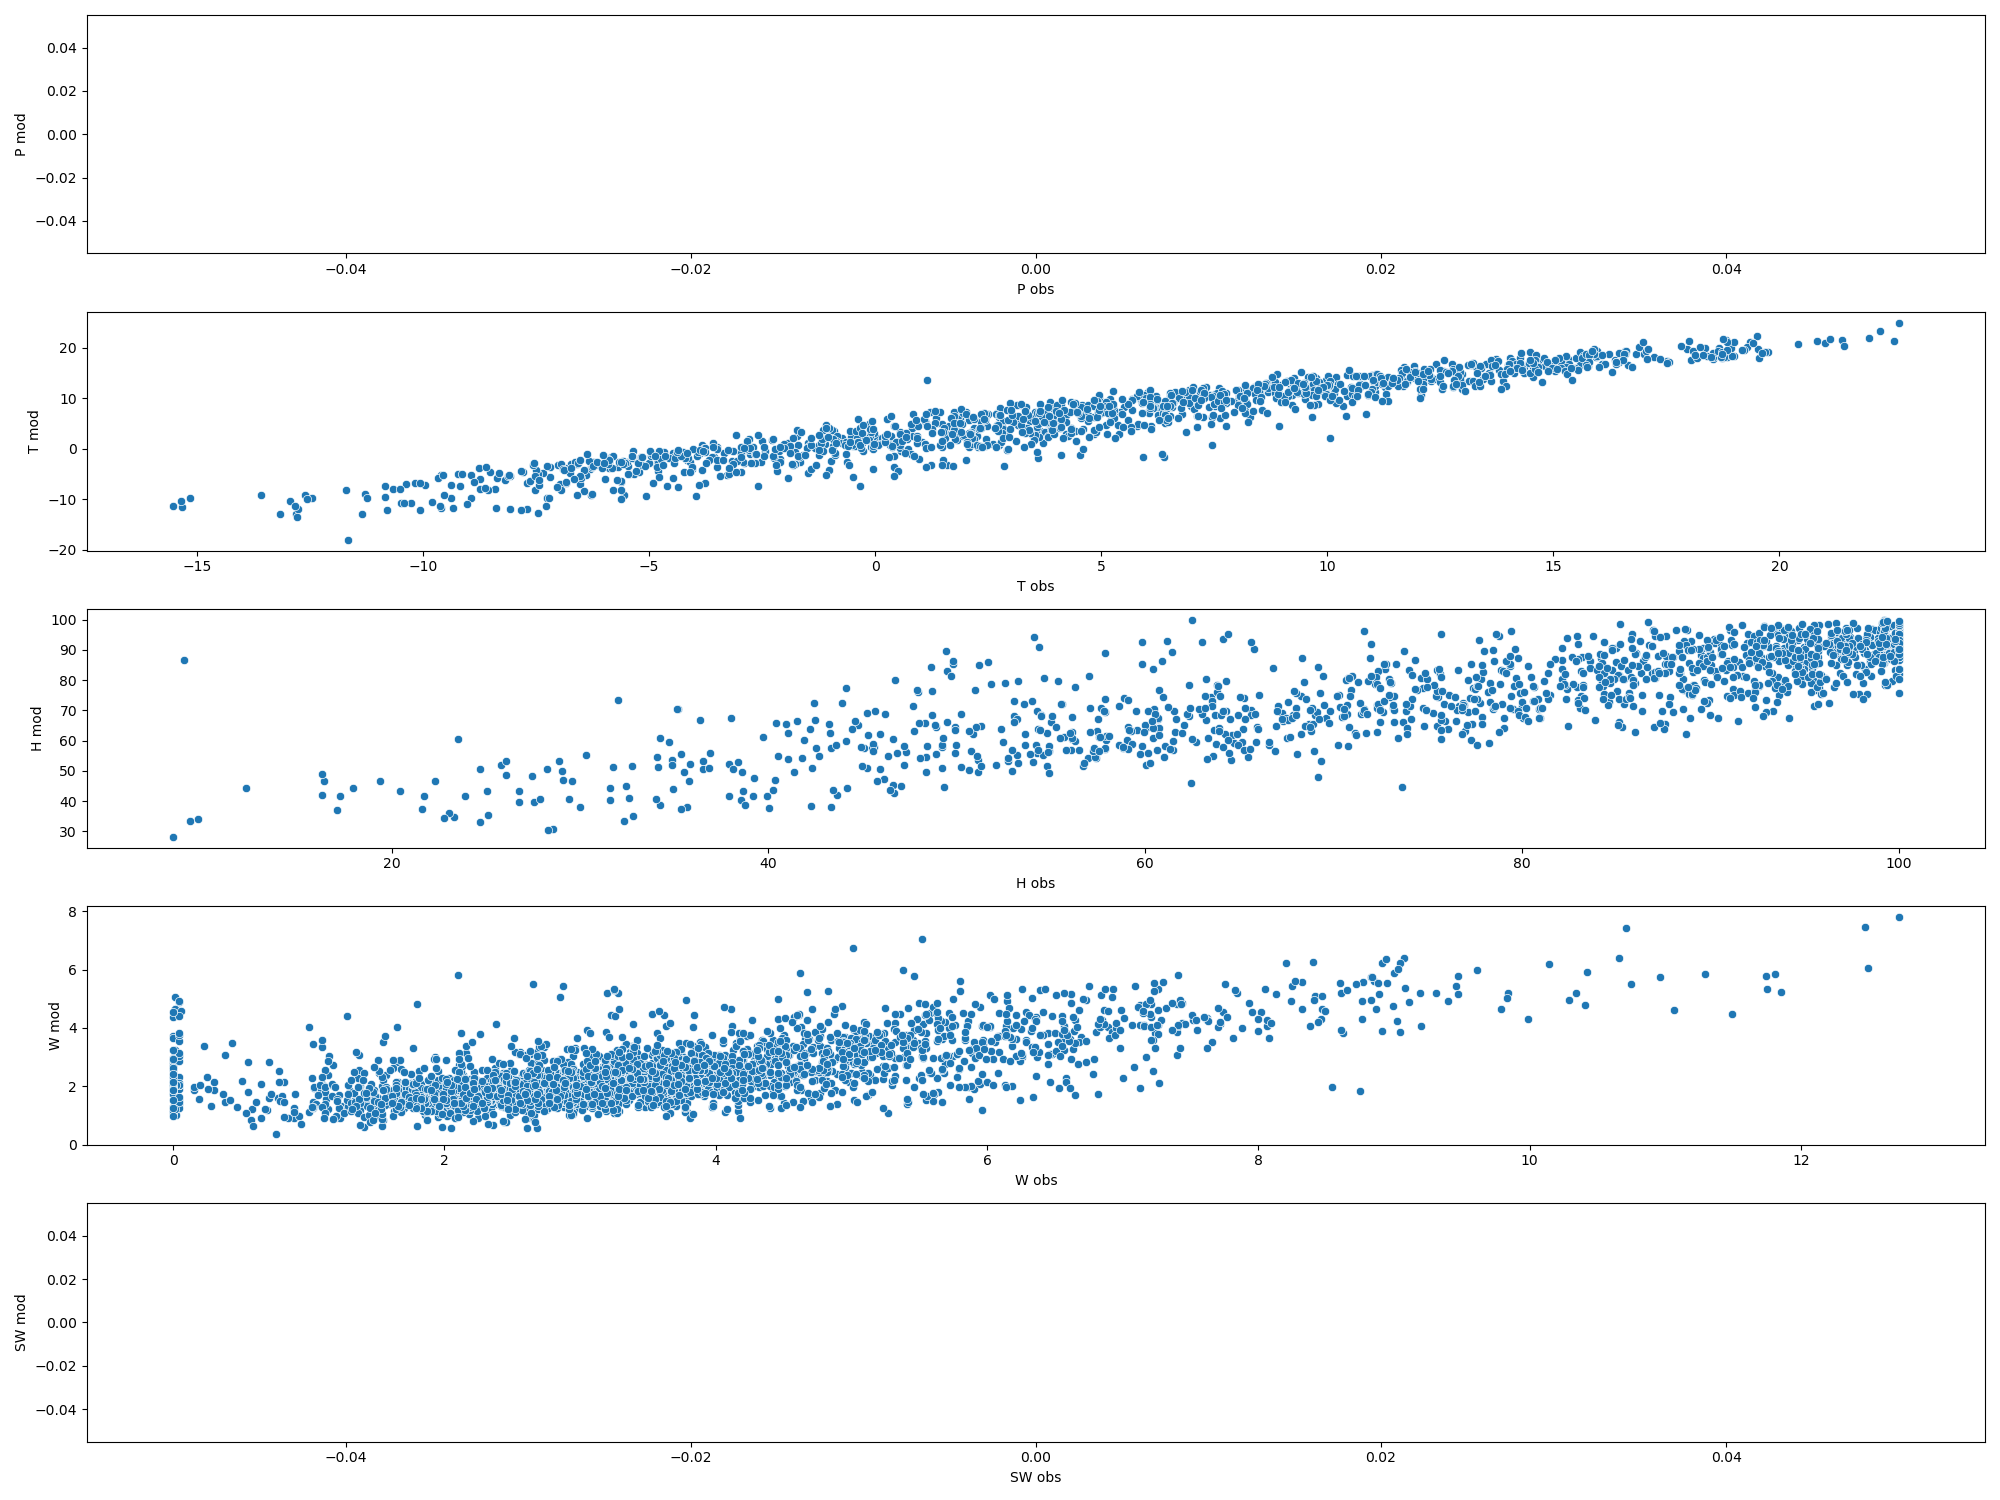 0.04
0.02
0.00
−0.02
−0.04
P mod
−0.04 −0.02 0.00 0.02 0.04
P obs
20
10
0
−10
−20
T mod
−15 −10 −5 0 5 10 15 20
T obs
100
90
80
70
60
50
40
30
H mod
20 40 60 80 100
H obs
8
6
4
2
0
W mod
0 2 4 6 8 10 12
W obs
0.04
0.02
0.00
−0.02
−0.04
SW mod
−0.04 −0.02 0.00 0.02 0.04
SW obs